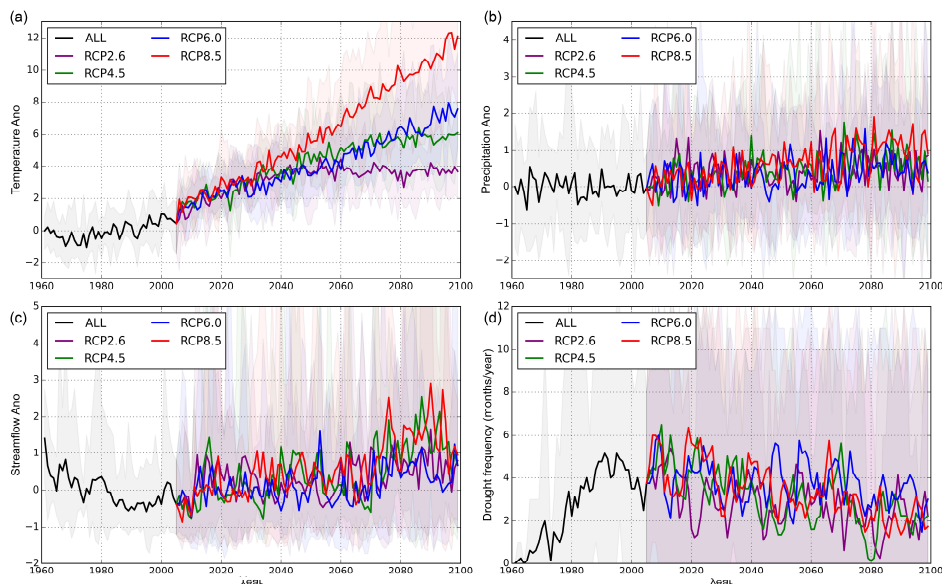 (a)
Temperaure Ano
12
10
8
6
4
2
0
−2
ALL
RCP2.6
RCP4.5
RCP6.0
RCP8.5
1960 1980 2000 2020 2040 2060 2080 2100
(b)
Precipitation Ano
4
3
2
1
0
−1
−2
ALL
RCP2.6
RCP4.5
RCP6.0
RCP8.5
1960 1980 2000 2020 2040 2060 2080 2100
(c)
Streamflow Ano
5
4
3
2
1
0
−1
−2
ALL
RCP2.6
RCP4.5
RCP6.0
RCP8.5
1960 1980 2000 2020 2040 2060 2080 2100
(d)
Drought frequency (months/year)
12
10
8
6
4
2
0
ALL
RCP2.6
RCP4.5
RCP6.0
RCP8.5
1960 1980 2000 2020 2040 2060 2080 2100